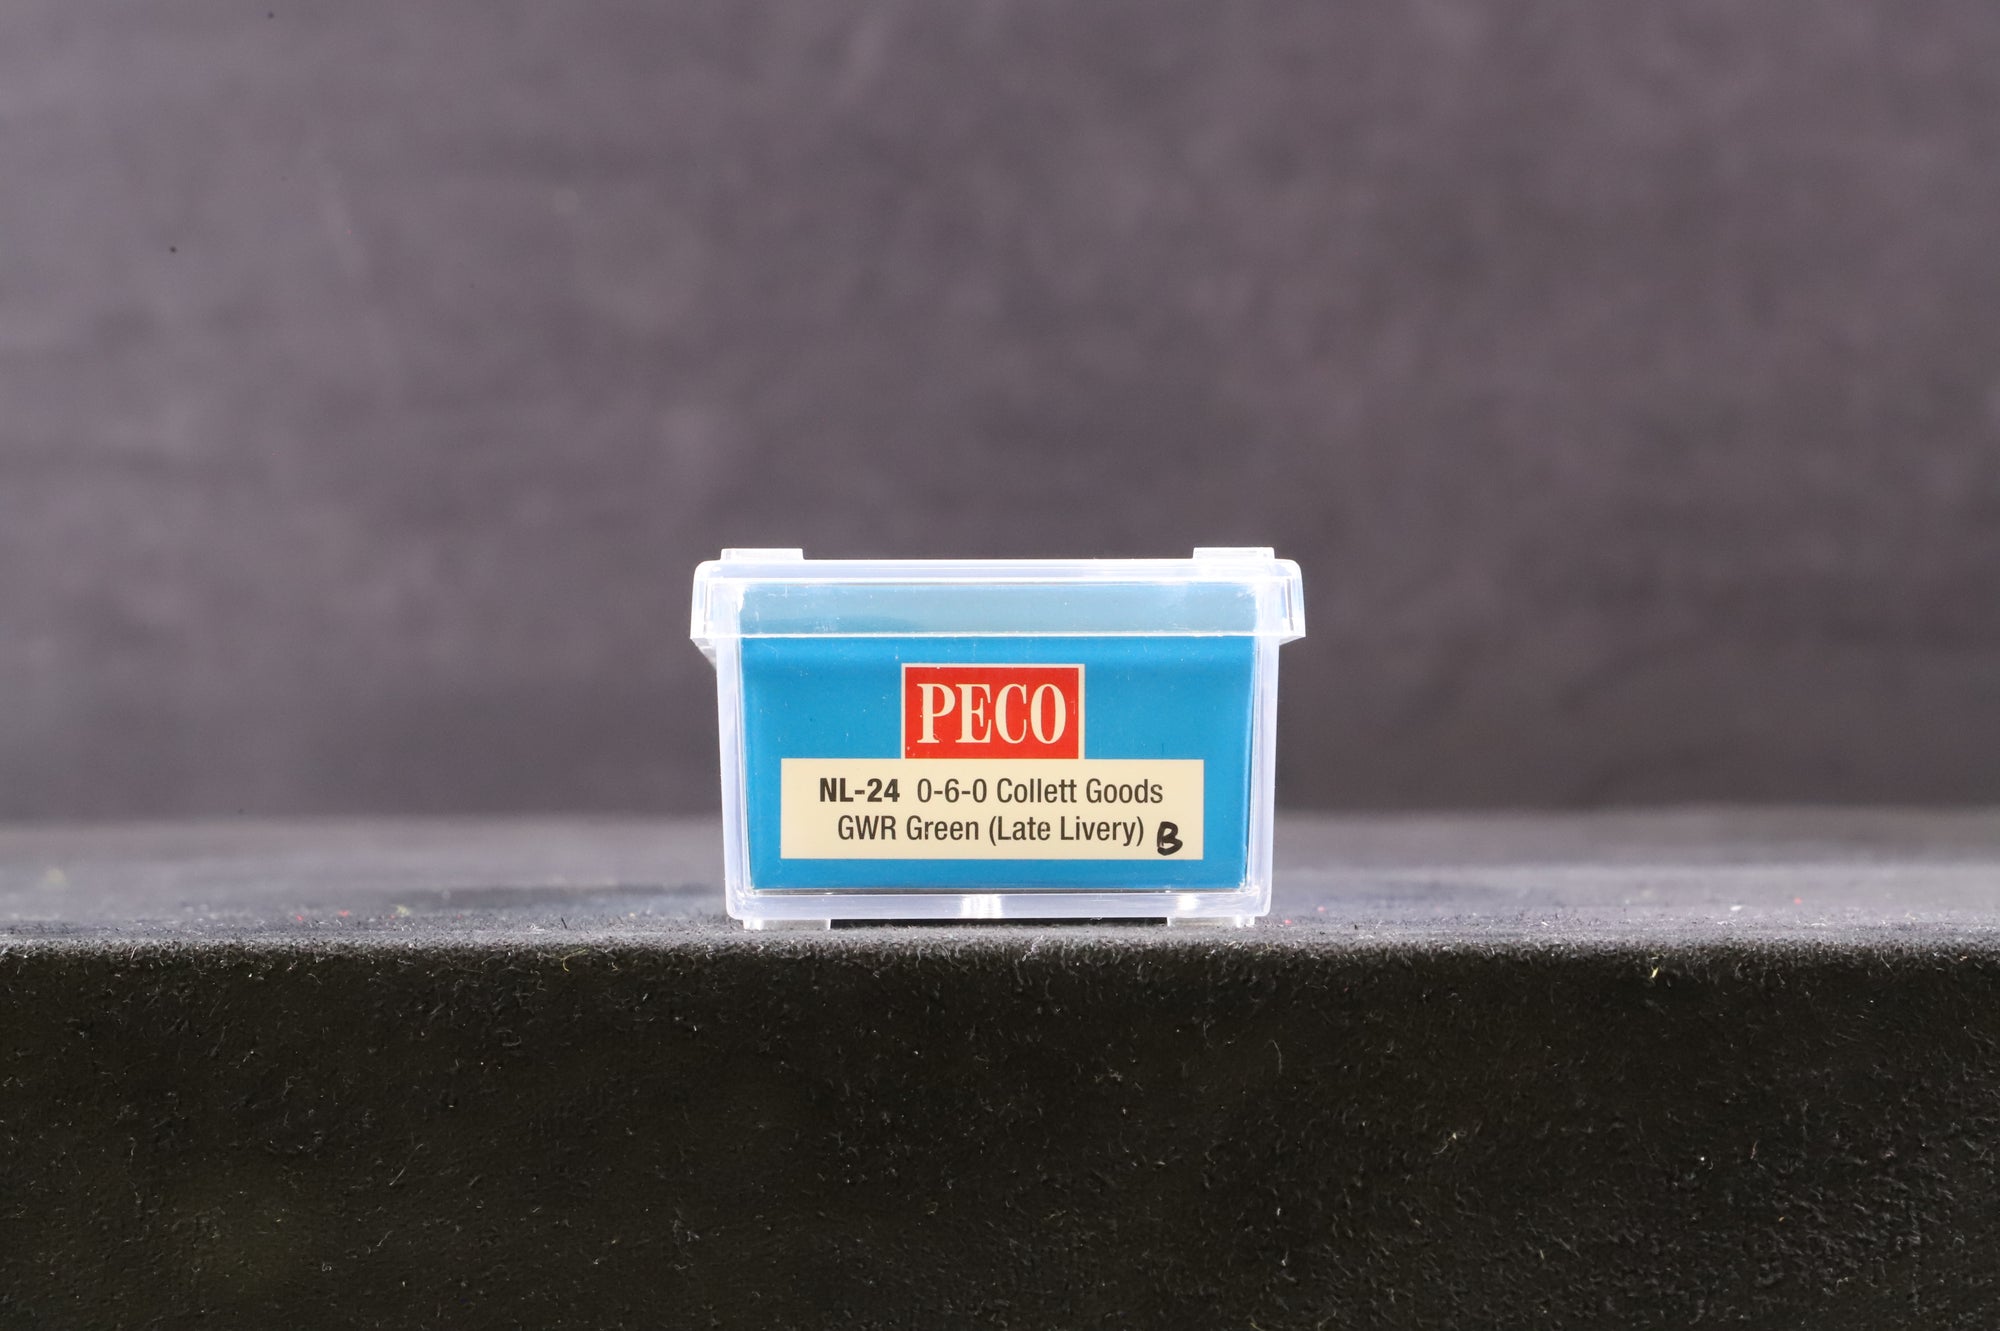 PECO
NL-24 0-6-0 Collett Goods
GWR Green (Late Livery) B